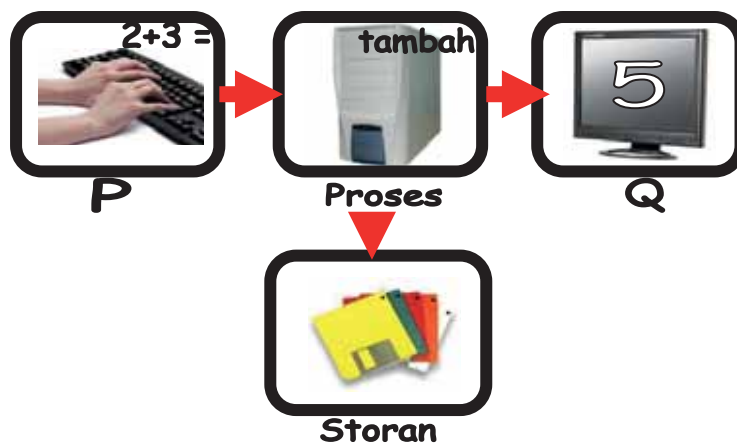 2+3 =
tambah
5
P
Proses
Q
Storan